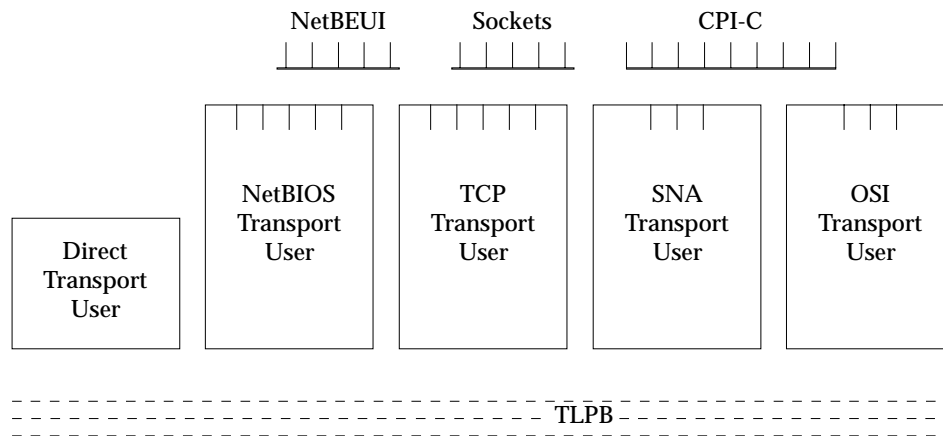 NetBEUI
Sockets
CPI-C
NetBIOS
Transport
User
TCP
Transport
User
SNA
Transport
User
OSI
Transport
User
Direct
Transport
User
TLPB